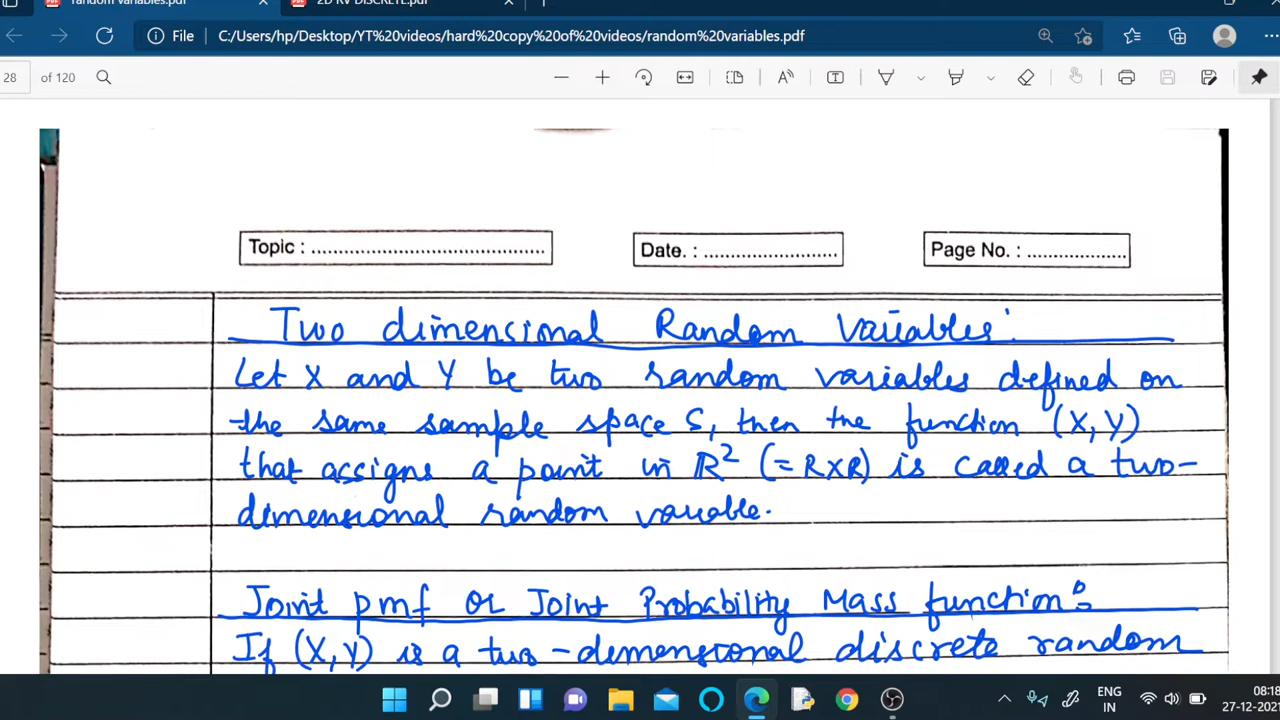 random variables.pdf
2D RV DISCRETE.pdf
File C:/Users/hp/Desktop/YT%20videos/hard%20copy%20of%20videos/random%20variables.pdf
28 of 120
Topic : ........................................ Date. : ....................... Page No. : .................
Two dimensional Random Variables:
Let X and Y be two random variables defined on
the same sample space S, then the function (X, Y)
that assigns a point in R² (= R×R) is called a two-
dimensional random variable.
Joint pmf or Joint Probability Mass function:
If (X, Y) is a two-dimensional discrete random
ENG 08:18
IN 27-12-202